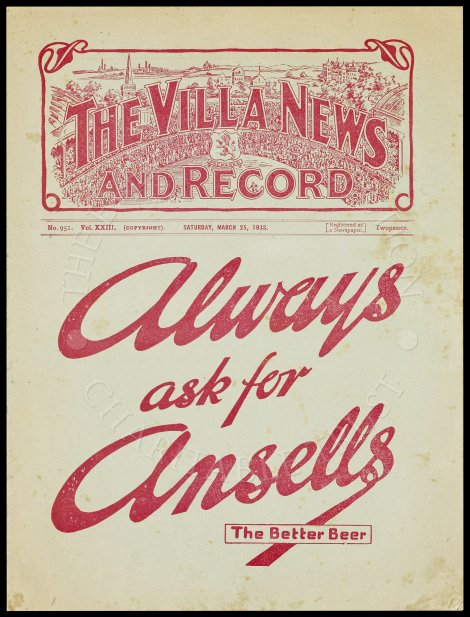 THE VILLA NEWS
AND RECORD
No. 951. Vol. XXIII. (COPYRIGHT). SATURDAY, MARCH 25, 1933. Registered as a Newspaper. Twopence.
Always
ask for
Ansells
The Better Beer